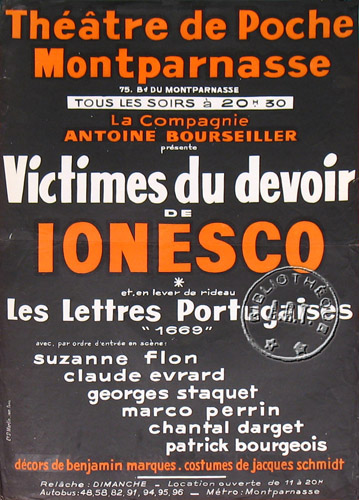 Théâtre de Poche
Montparnasse
75. Bd DU MONTPARNASSE
TOUS LES SOIRS à 20H 30
La Compagnie
ANTOINE BOURSEILLER
présente
Victimes du devoir
DE
IONESCO
*
et, en lever de rideau
Les Lettres Portugaises
"1669"
avec, par ordre d'entrée en scène:
suzanne flon
claude evrard
georges staquet
marco perrin
chantal darget
patrick bourgeois
décors de benjamin marques. costumes de jacques schmidt
Relâche: DIMANCHE - Location ouverte de 11 à 20H
Autobus: 48,58,82,91,94,95,96 - Métro: Montparnasse
BIBLIOTHÈQUE